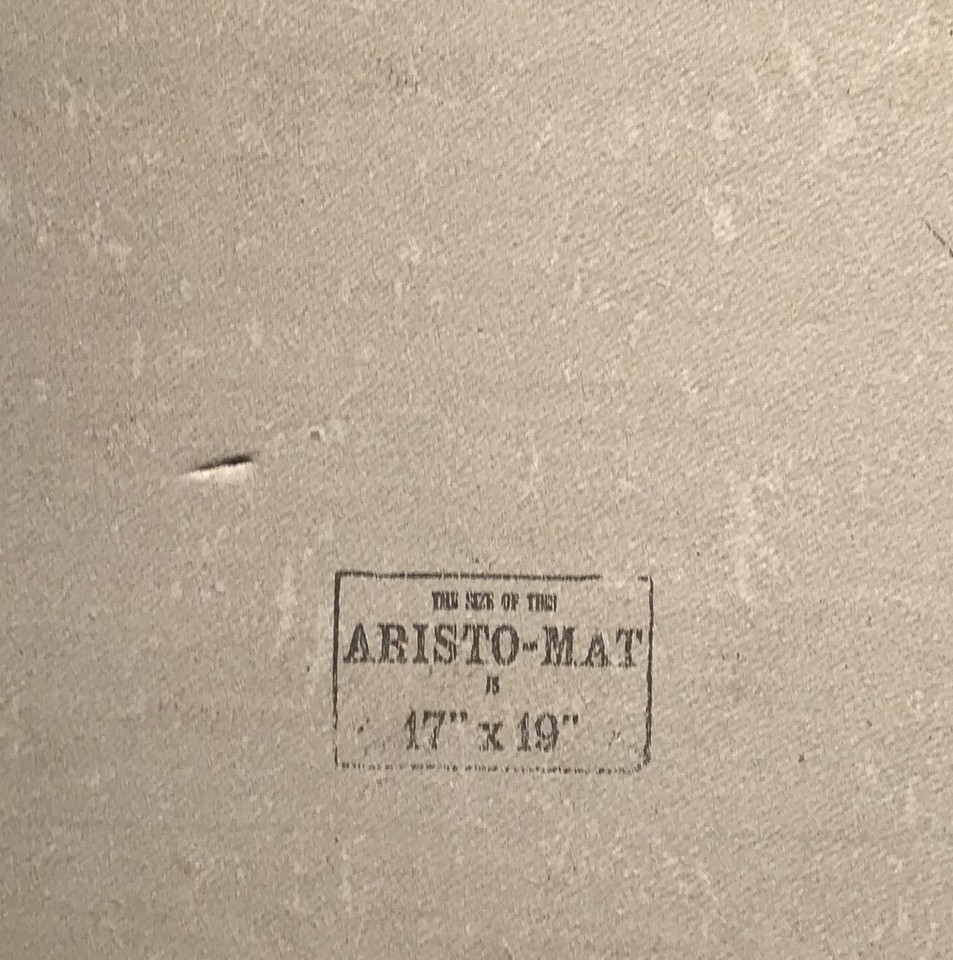 THE SIZE OF THIS
ARISTO-MAT
IS
17" x 19"